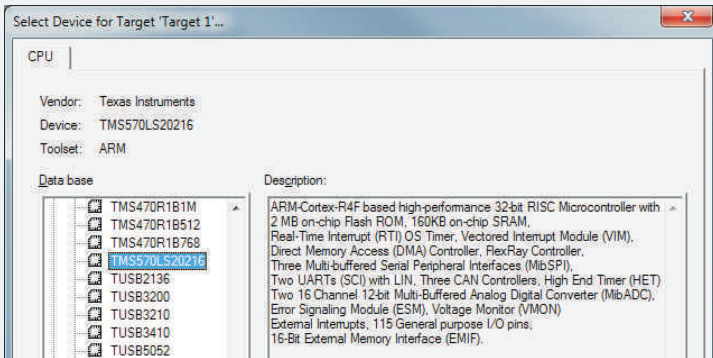 Select Device for Target 'Target 1'...
CPU
Vendor: Texas Instruments
Device: TMS570LS20216
Toolset: ARM
Data base
Description:
TMS470R1B1M
TMS470R1B512
TMS470R1B768
TMS570LS20216
TUSB2136
TUSB3200
TUSB3210
TUSB3410
TUSB5052
ARM-Cortex-R4F based high-performance 32-bit RISC Microcontroller with
2 MB on-chip Flash ROM, 160KB on-chip SRAM,
Real-Time Interrupt (RTI) OS Timer, Vectored Interrupt Module (VIM),
Direct Memory Access (DMA) Controller, FlexRay Controller,
Three Multi-buffered Serial Peripheral Interfaces (MibSPI),
Two UARTs (SCI) with LIN, Three CAN Controllers, High End Timer (HET)
Two 16 Channel 12-bit Multi-Buffered Analog Digital Converter (MibADC),
Error Signaling Module (ESM), Voltage Monitor (VMON)
External Interrupts, 115 General purpose I/O pins,
16-Bit External Memory Interface (EMIF).